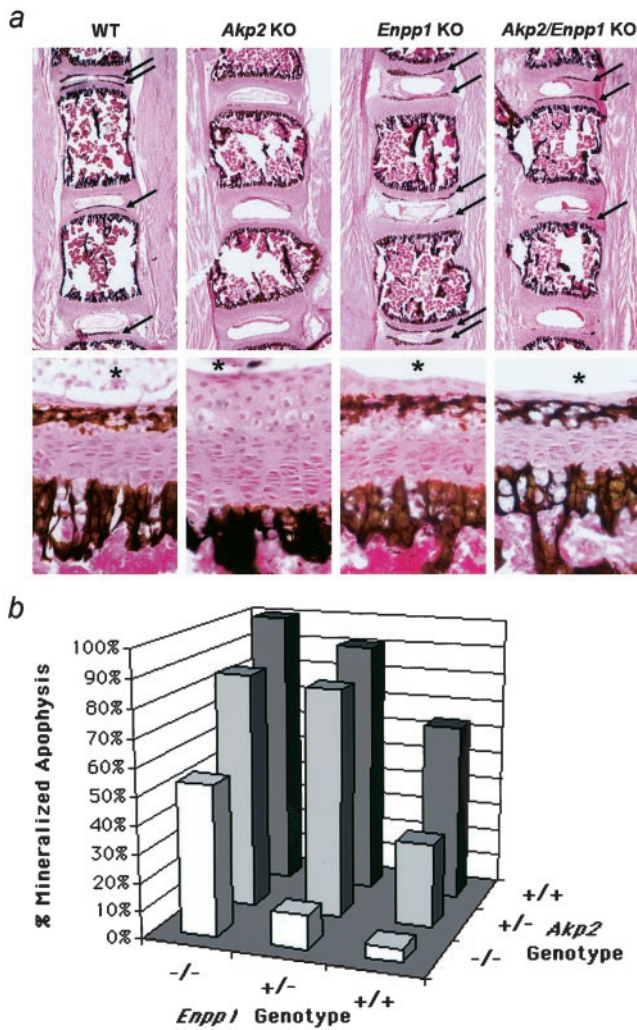 a
WT
Akp2 KO
Enpp1 KO
Akp2/Enpp1 KO
*
*
*
*
b
% Mineralized Apophysis
100%
90%
80%
70%
60%
50%
40%
30%
20%
10%
0%
-/-
+/-
+/+
Enpp1 Genotype
+/+
+/-
-/-
Akp2
Genotype